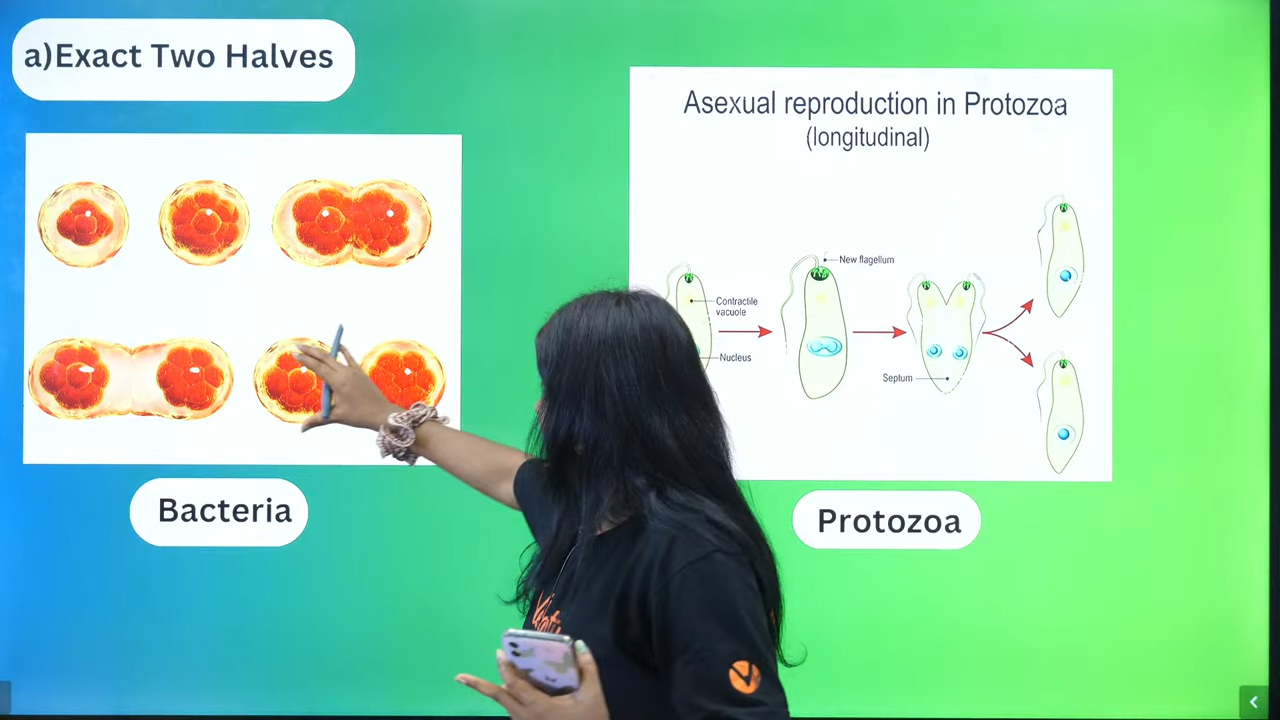 a)Exact Two Halves
Asexual reproduction in Protozoa
(longitudinal)
New flagellum
Contractile
vacuole
Nucleus
Septum
Bacteria
Protozoa